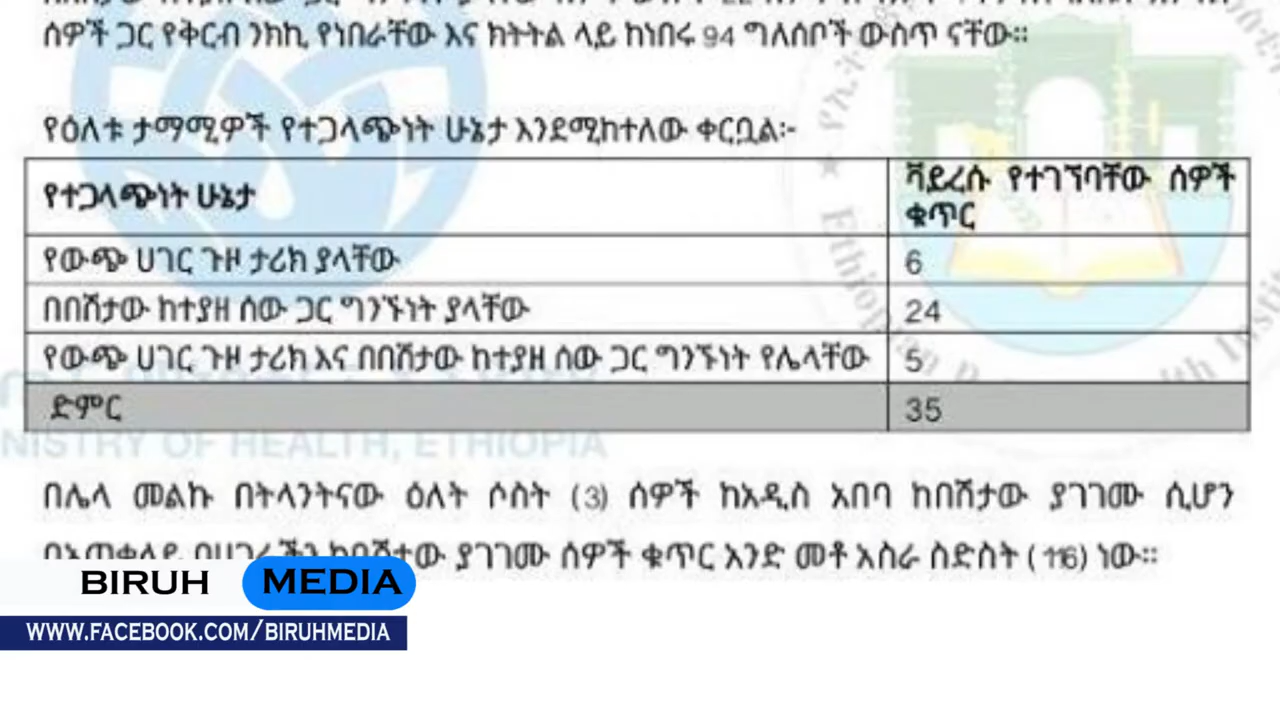 ሰዎች ጋር የቅርብ ንክኪ የነበራቸው እና ክትትል ላይ ከነበሩ 94 ግለሰቦች ውስጥ ናቸው።
የዕለቱ ታማሚዎች የተጋላጭነት ሁኔታ እንደሚከተለው ቀርቧል፦
የተጋላጭነት ሁኔታ
ቫይረሱ የተገኘባቸው ሰዎች
ቁጥር
የውጭ ሀገር ጉዞ ታሪክ ያላቸው
6
በበሽታው ከተያዘ ሰው ጋር ግንኙነት ያላቸው
24
የውጭ ሀገር ጉዞ ታሪክ እና በበሽታው ከተያዘ ሰው ጋር ግንኙነት የሌላቸው
5
ድምር
35
MINISTRY OF HEALTH, ETHIOPIA
በሌላ መልኩ በትላንትናው ዕለት ሶስት (3) ሰዎች ከአዲስ አበባ ከበሽታው ያገገሙ ሲሆን
ያገገሙ ሰዎች ቁጥር አንድ መቶ አስራ ስድስት (116) ነው።
BIRUH MEDIA
WWW.FACEBOOK.COM/BIRUHMEDIA